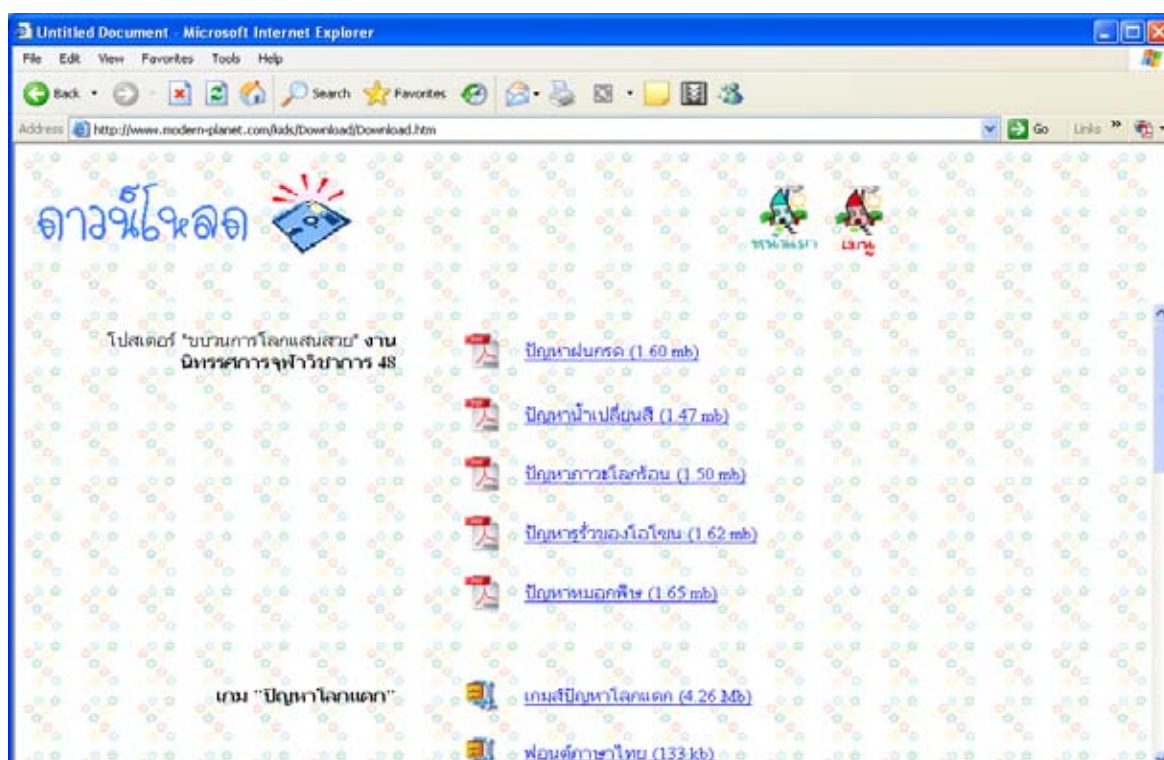 Untitled Document - Microsoft Internet Explorer
File Edit View Favorites Tools Help
Back Search Favorites
Address http://www.modern-planet.com/kids/Download/Download.htm Go Links »
ดาวน์โหลด
หน้าแรก เมนู
โปสเตอร์ "ขบวนการโลกแสนสวย" งาน
นิทรรศการจุฬาวิชาการ 48
ปัญหาฝนกรด (1.60 mb)
ปัญหาน้ำเปลี่ยนสี (1.47 mb)
ปัญหาภาวะโลกร้อน (1.50 mb)
ปัญหารูรั่วของโอโซน (1.62 mb)
ปัญหาหมอกพิษ (1.65 mb)
เกม "ปัญหาโลกแตก"
เกมส์ปัญหาโลกแตก (4.26 Mb)
ฟอนต์ภาษาไทย (133 kb)